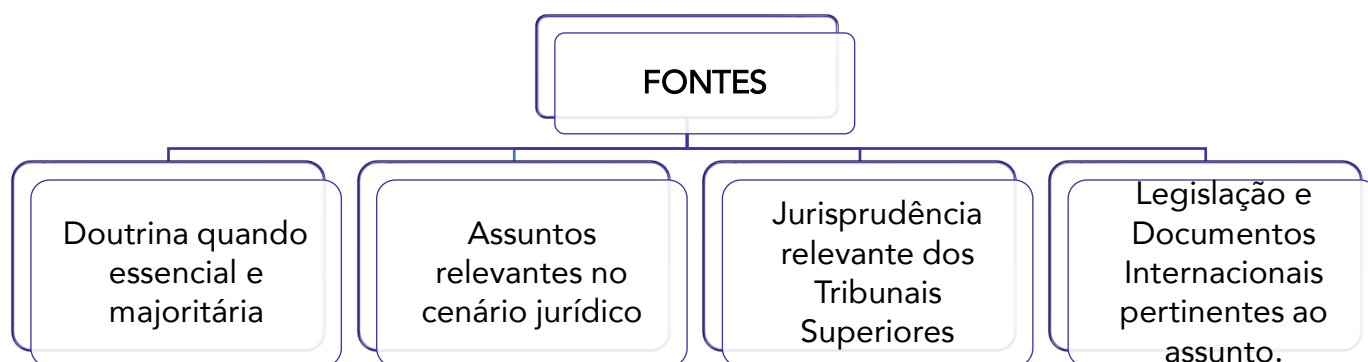 FONTES
Doutrina quando
essencial e
majoritária
Assuntos
relevantes no
cenário jurídico
Jurisprudência
relevante dos
Tribunais
Superiores
Legislação e
Documentos
Internacionais
pertinentes ao
assunto.